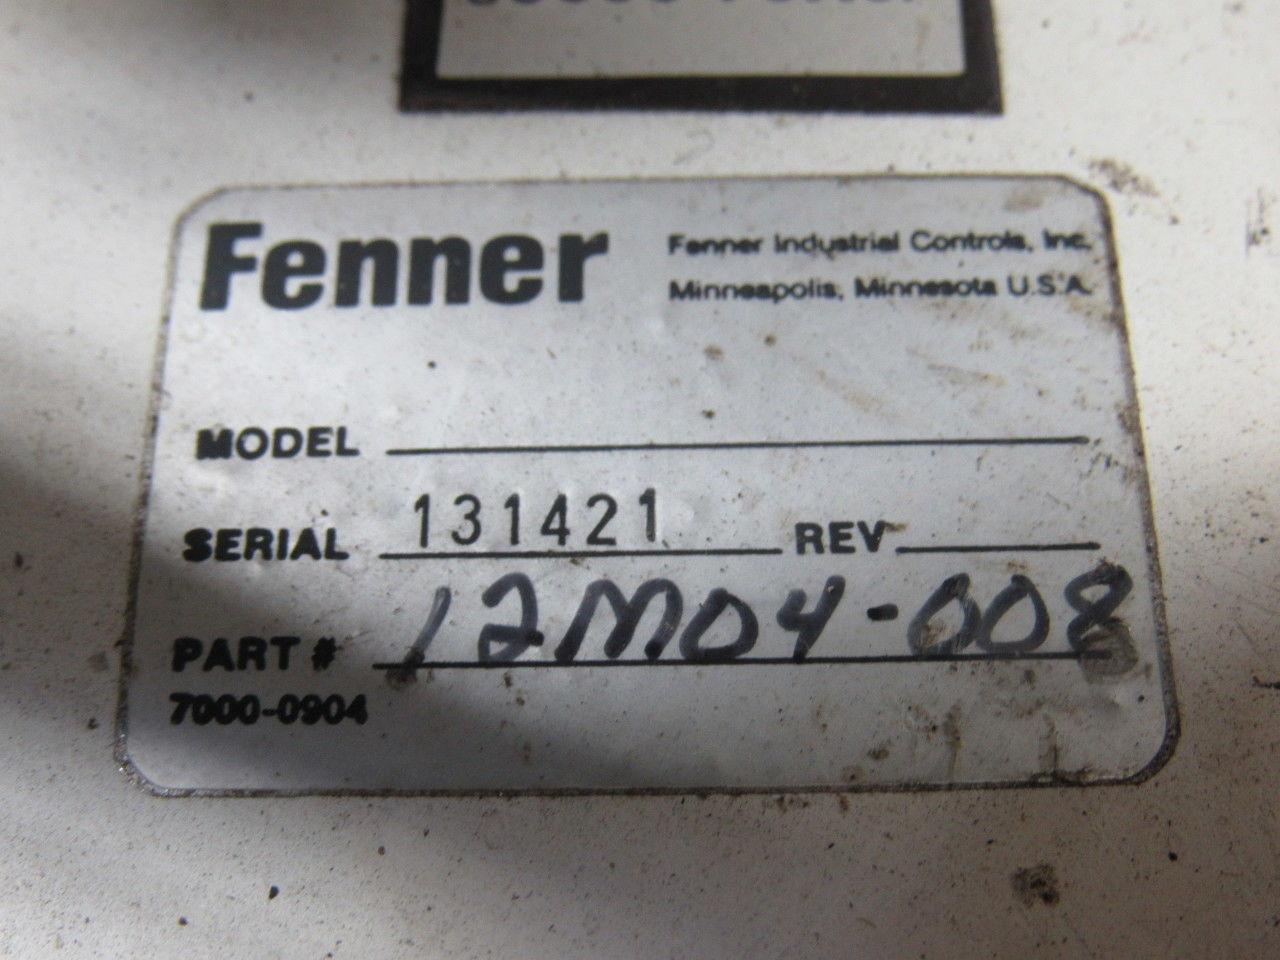 Fenner
Fenner Industrial Controls, Inc.
Minneapolis, Minnesota U.S.A.
MODEL
SERIAL 131421 REV
PART # 12M04-008
7000-0904